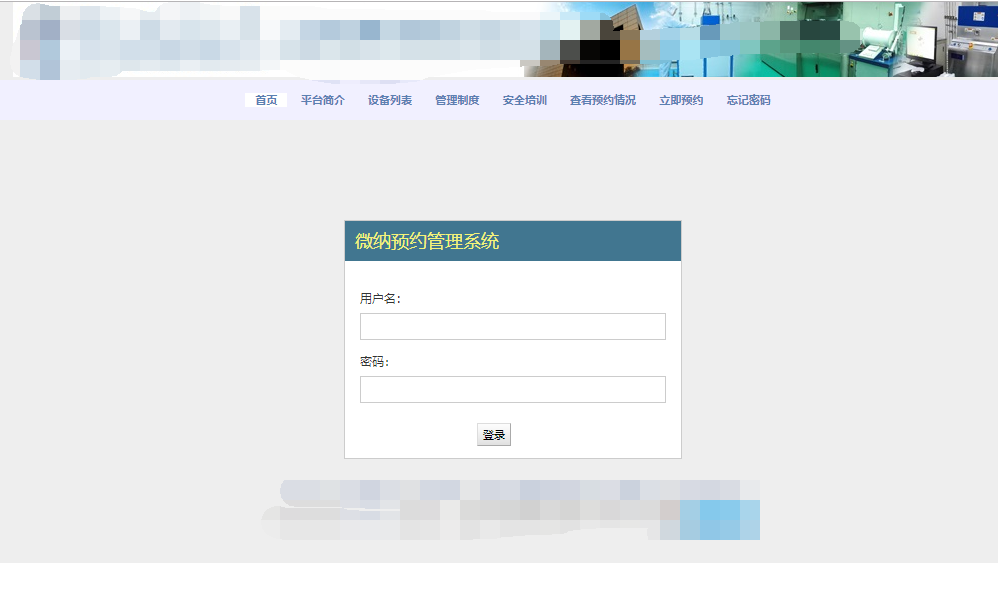 首页 平台简介 设备列表 管理制度 安全培训 查看预约情况 立即预约 忘记密码
微纳预约管理系统
用户名:
密码:
登录